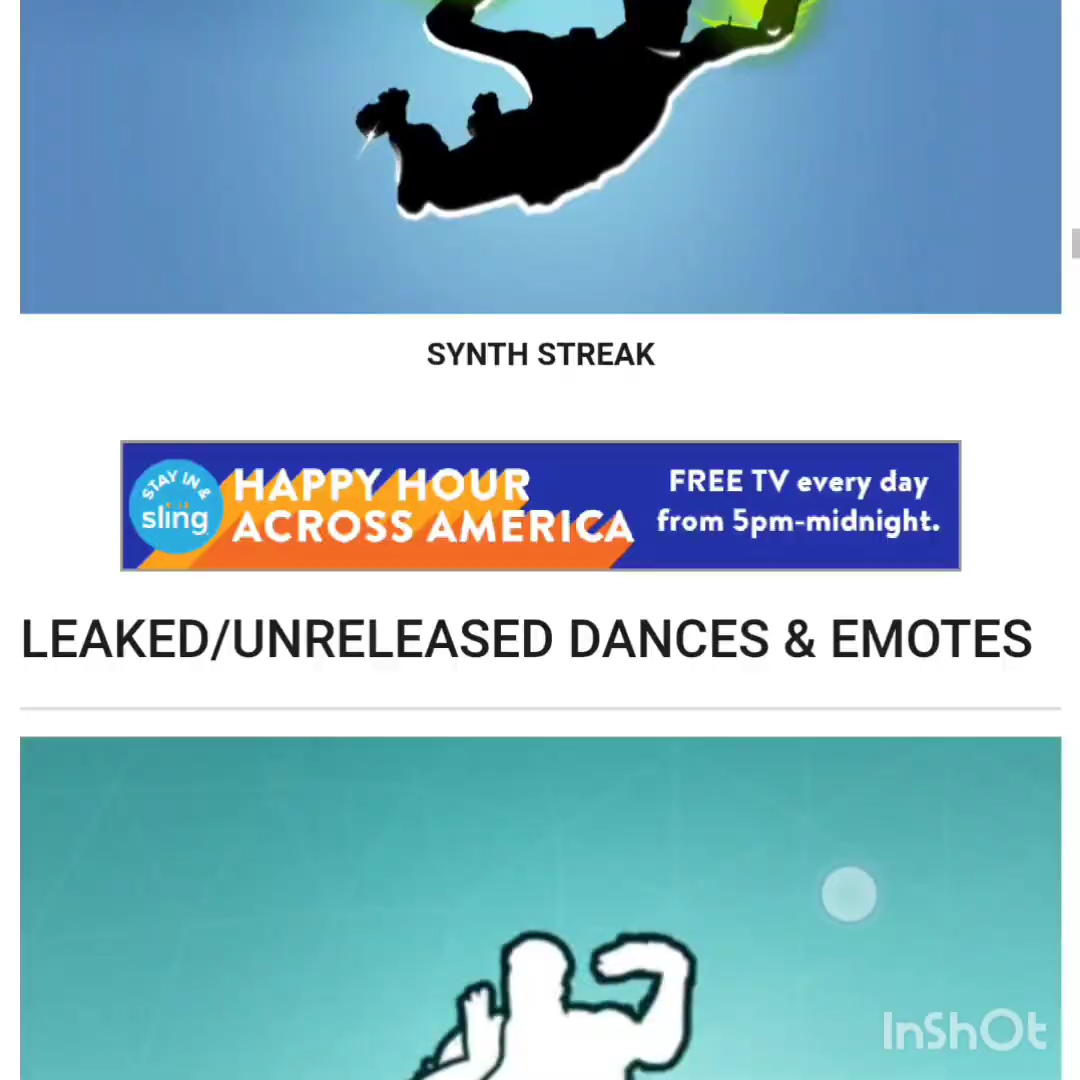 SYNTH STREAK
STAY IN &
sling
HAPPY HOUR
ACROSS AMERICA
FREE TV every day
from 5pm-midnight.
LEAKED/UNRELEASED DANCES & EMOTES
InShOt